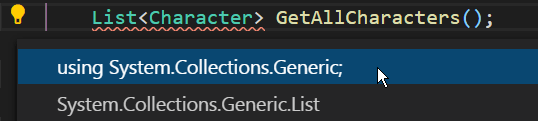 List<Character> GetAllCharacters();
using System.Collections.Generic;
System.Collections.Generic.List